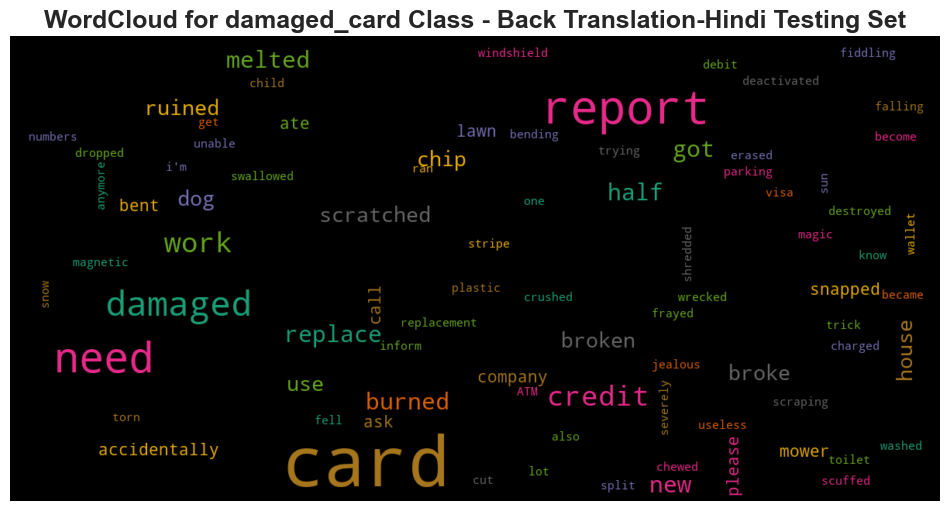 WordCloud for damaged_card Class - Back Translation-Hindi Testing Set
windshield
fiddling
melted
debit
child
deactivated
ruined
report
falling
get
ate
numbers
lawn
bending
become
unable
dropped
chip
trying
got
erased
i'm
ran
parking
swallowed
anymore
sun
bent
dog
one
half
visa
scratched
destroyed
wallet
work
stripe
magic
shredded
know
magnetic
snow
damaged
call
plastic
crushed
wrecked
snapped
became
frayed
replacement
trick
replace
inform
broken
charged
house
need
jealous
company
broke
use
ATM
burned
credit
severely
scraping
torn
fell
ask
useless
accidentally
card
also
mower
washed
please
toilet
lot
chewed
cut
split
new
scuffed